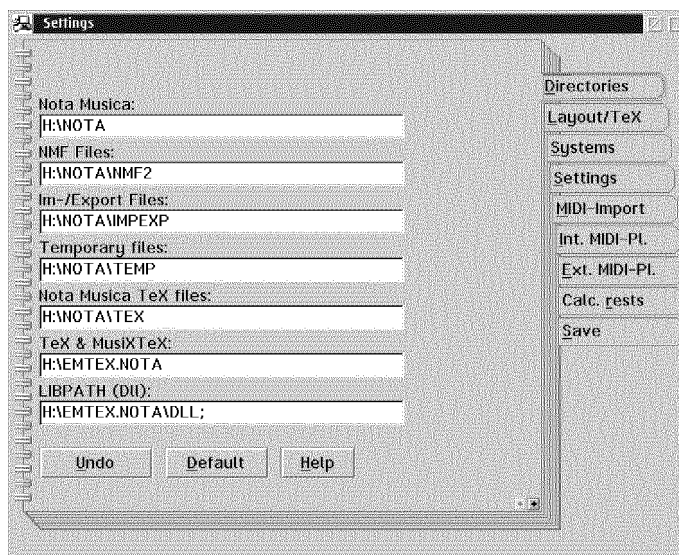 Settings
Nota Musica:
H:\NOTA
NMF Files:
H:\NOTA\NMF2
Im-/Export Files:
H:\NOTA\IMPEXP
Temporary files:
H:\NOTA\TEMP
Nota Musica TeX files:
H:\NOTA\TEX
TeX & MusiXTeX:
H:\EMTEX.NOTA
LIBPATH (Dll):
H:\EMTEX.NOTA\DLL;
Undo Default Help
Directories
Layout/TeX
Systems
Settings
MIDI-Import
Int. MIDI-Pl.
Ext. MIDI-Pl.
Calc. rests
Save